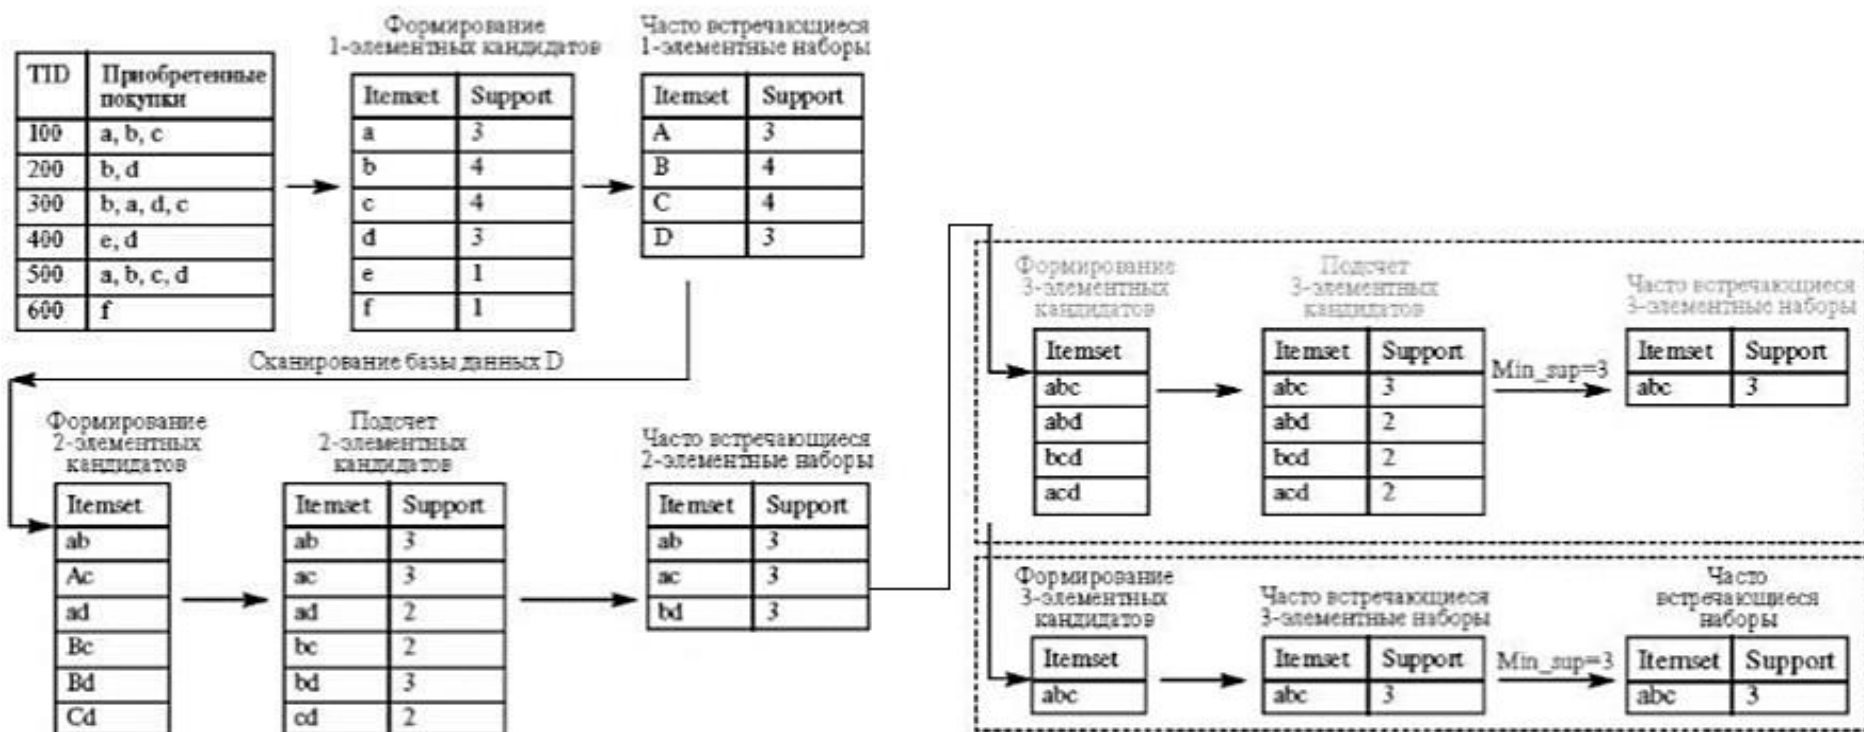 TID Приобретенные
покупки
100 a, b, c
200 b, d
300 b, a, d, c
400 e, d
500 a, b, c, d
600 f
Формирование
1-элементных кандидатов
Itemset Support
a 3
b 4
c 4
d 3
e 1
f 1
Часто встречающиеся
1-элементные наборы
Itemset Support
A 3
B 4
C 4
D 3
Сканирование базы данных D
Формирование
2-элементных
кандидатов
Itemset
ab
Ac
ad
Bc
Bd
Cd
Подсчет
2-элементных
кандидатов
Itemset Support
ab 3
ac 3
ad 2
bc 2
bd 3
cd 2
Часто встречающиеся
2-элементные наборы
Itemset Support
ab 3
ac 3
bd 3
Формирование
3-элементных
кандидатов
Itemset
abc
abd
bcd
acd
Подсчет
3-элементных
кандидатов
Itemset Support
abc 3
abd 2
bcd 2
acd 2
Min_sup=3
Часто встречающиеся
3-элементные наборы
Itemset Support
abc 3
Формирование
3-элементных
кандидатов
Itemset
abc
Часто встречающиеся
3-элементные наборы
Itemset Support
abc 3
Min_sup=3
Часто
встречающиеся
наборы
Itemset Support
abc 3